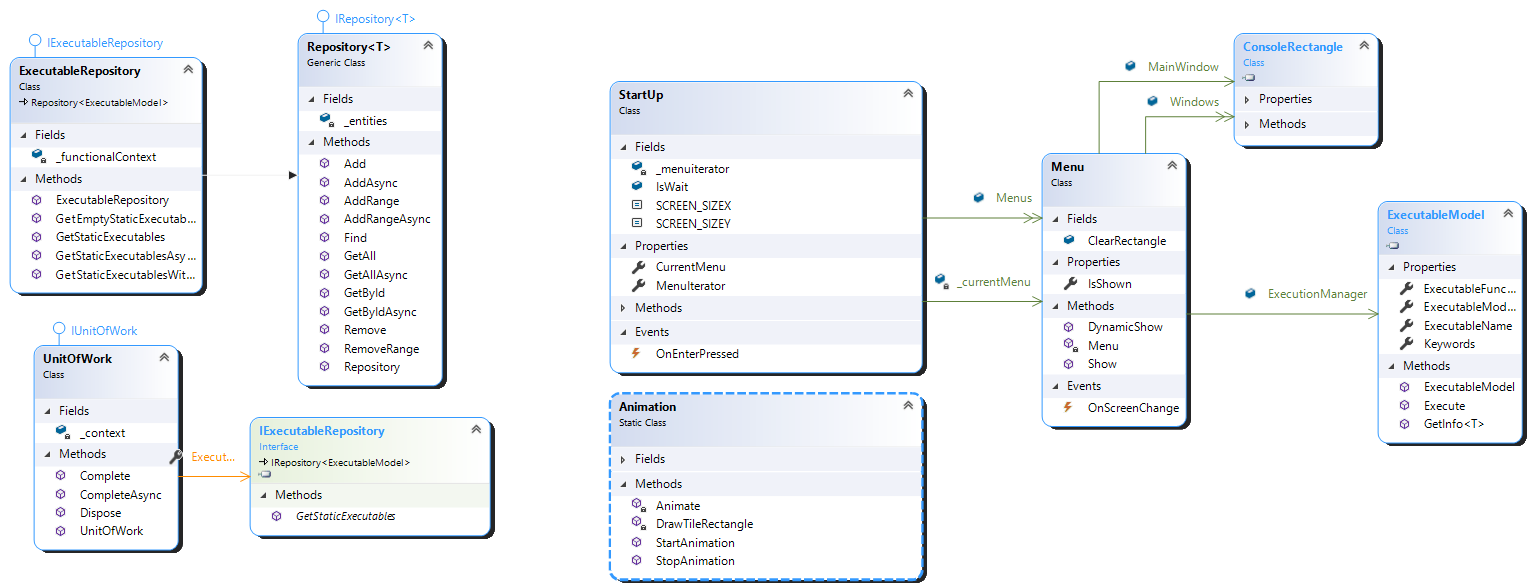 IExecutableRepository
ExecutableRepository
Class
Repository<ExecutableModel>
Fields
_functionalContext
Methods
ExecutableRepository
GetEmptyStaticExecutab...
GetStaticExecutables
GetStaticExecutablesAsy...
GetStaticExecutablesWit...
IRepository<T>
Repository<T>
Generic Class
Fields
_entities
Methods
Add
AddAsync
AddRange
AddRangeAsync
Find
GetAll
GetAllAsync
GetById
GetByIdAsync
Remove
RemoveRange
Repository
IUnitOfWork
UnitOfWork
Class
Fields
_context
Methods
Complete
CompleteAsync
Dispose
UnitOfWork
Execut...
IExecutableRepository
Interface
IRepository<ExecutableModel>
Methods
GetStaticExecutables
StartUp
Class
Fields
_menuiterator
IsWait
SCREEN_SIZEX
SCREEN_SIZEY
Properties
CurrentMenu
MenuIterator
Methods
Events
OnEnterPressed
Animation
Static Class
Fields
Methods
Animate
DrawTileRectangle
StartAnimation
StopAnimation
Menus
_currentMenu
Menu
Class
Fields
ClearRectangle
Properties
IsShown
Methods
DynamicShow
Menu
Show
Events
OnScreenChange
MainWindow
Windows
ConsoleRectangle
Class
Properties
Methods
ExecutionManager
ExecutableModel
Class
Properties
ExecutableFunc...
ExecutableMod...
ExecutableName
Keywords
Methods
ExecutableModel
Execute
GetInfo<T>